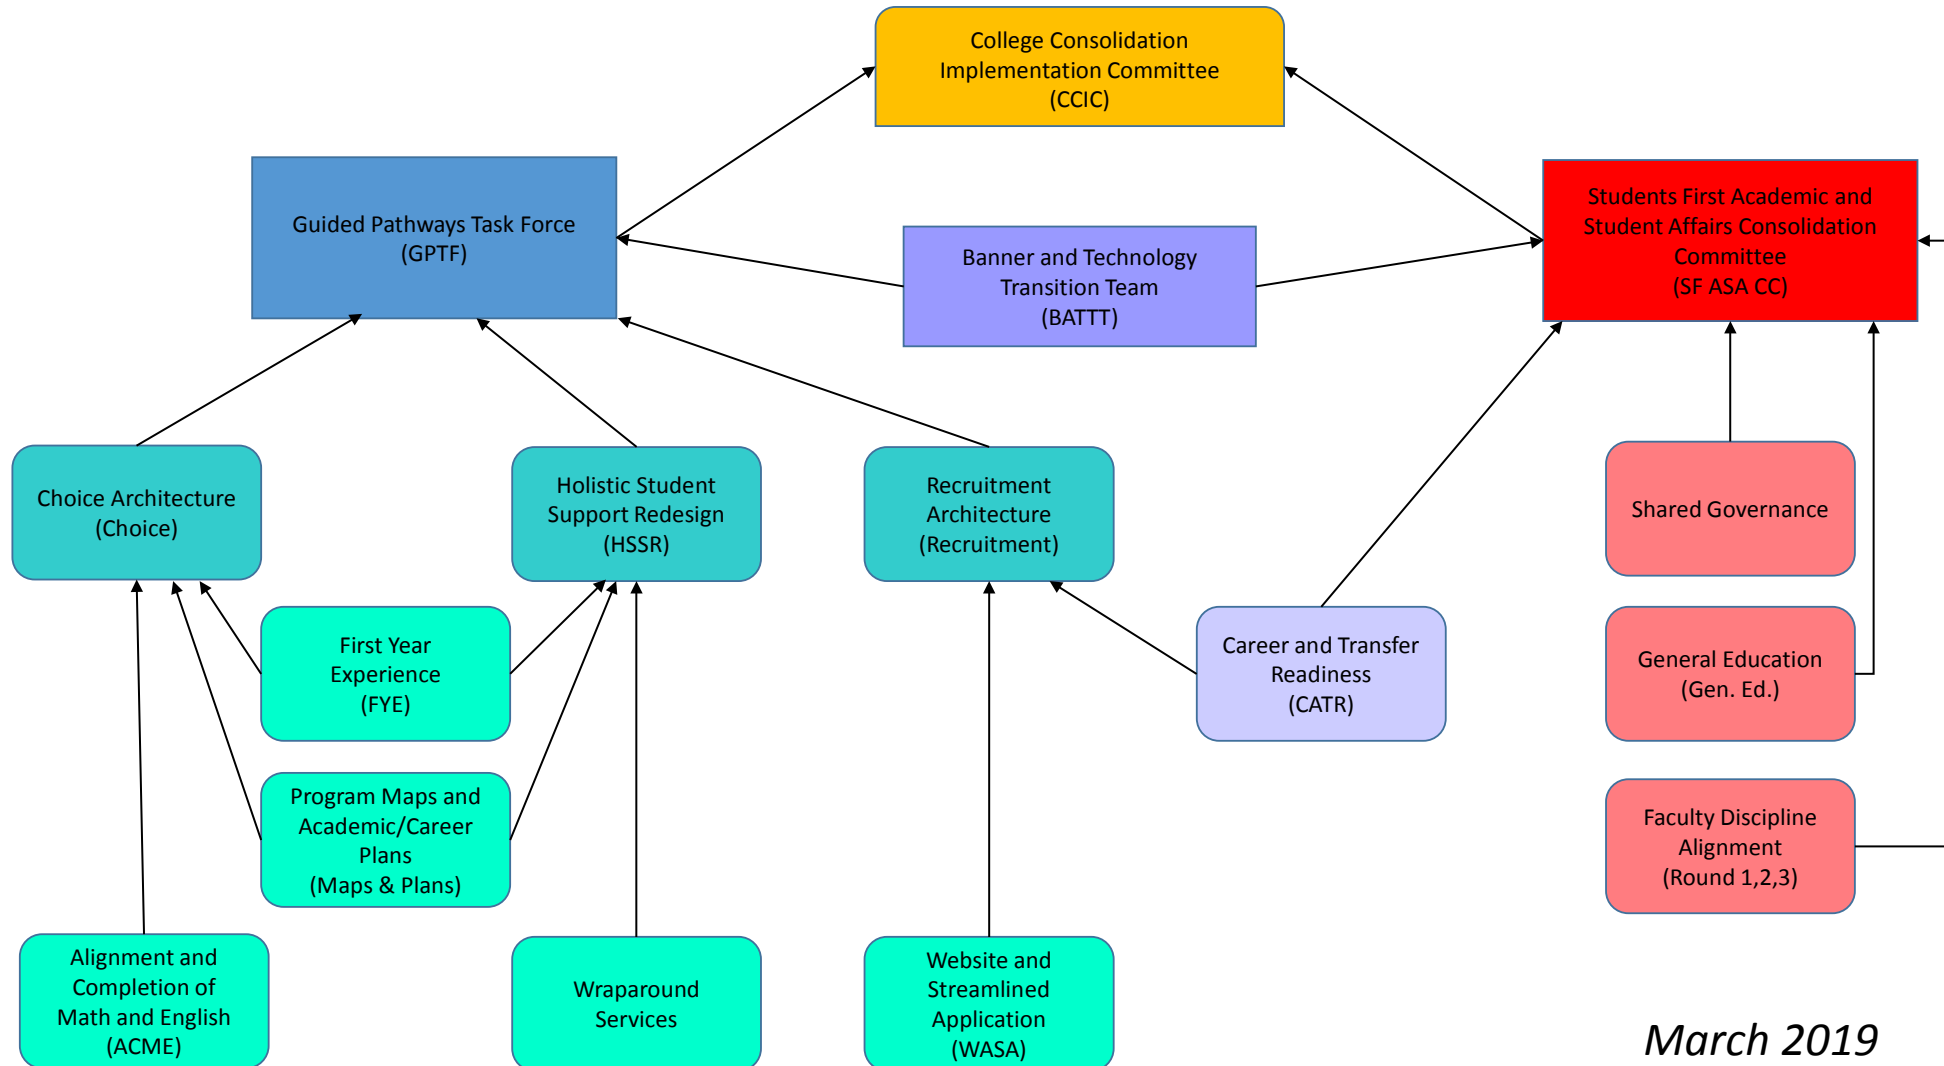 College Consolidation
Implementation Committee
(CCIC)
Guided Pathways Task Force
(GPTF)
Banner and Technology
Transition Team
(BATTT)
Students First Academic and
Student Affairs Consolidation
Committee
(SF ASA CC)
Choice Architecture
(Choice)
Holistic Student
Support Redesign
(HSSR)
Recruitment
Architecture
(Recruitment)
Shared Governance
First Year
Experience
(FYE)
Career and Transfer
Readiness
(CATR)
General Education
(Gen. Ed.)
Program Maps and
Academic/Career
Plans
(Maps & Plans)
Faculty Discipline
Alignment
(Round 1,2,3)
Alignment and
Completion of
Math and English
(ACME)
Wraparound
Services
Website and
Streamlined
Application
(WASA)
March 2019